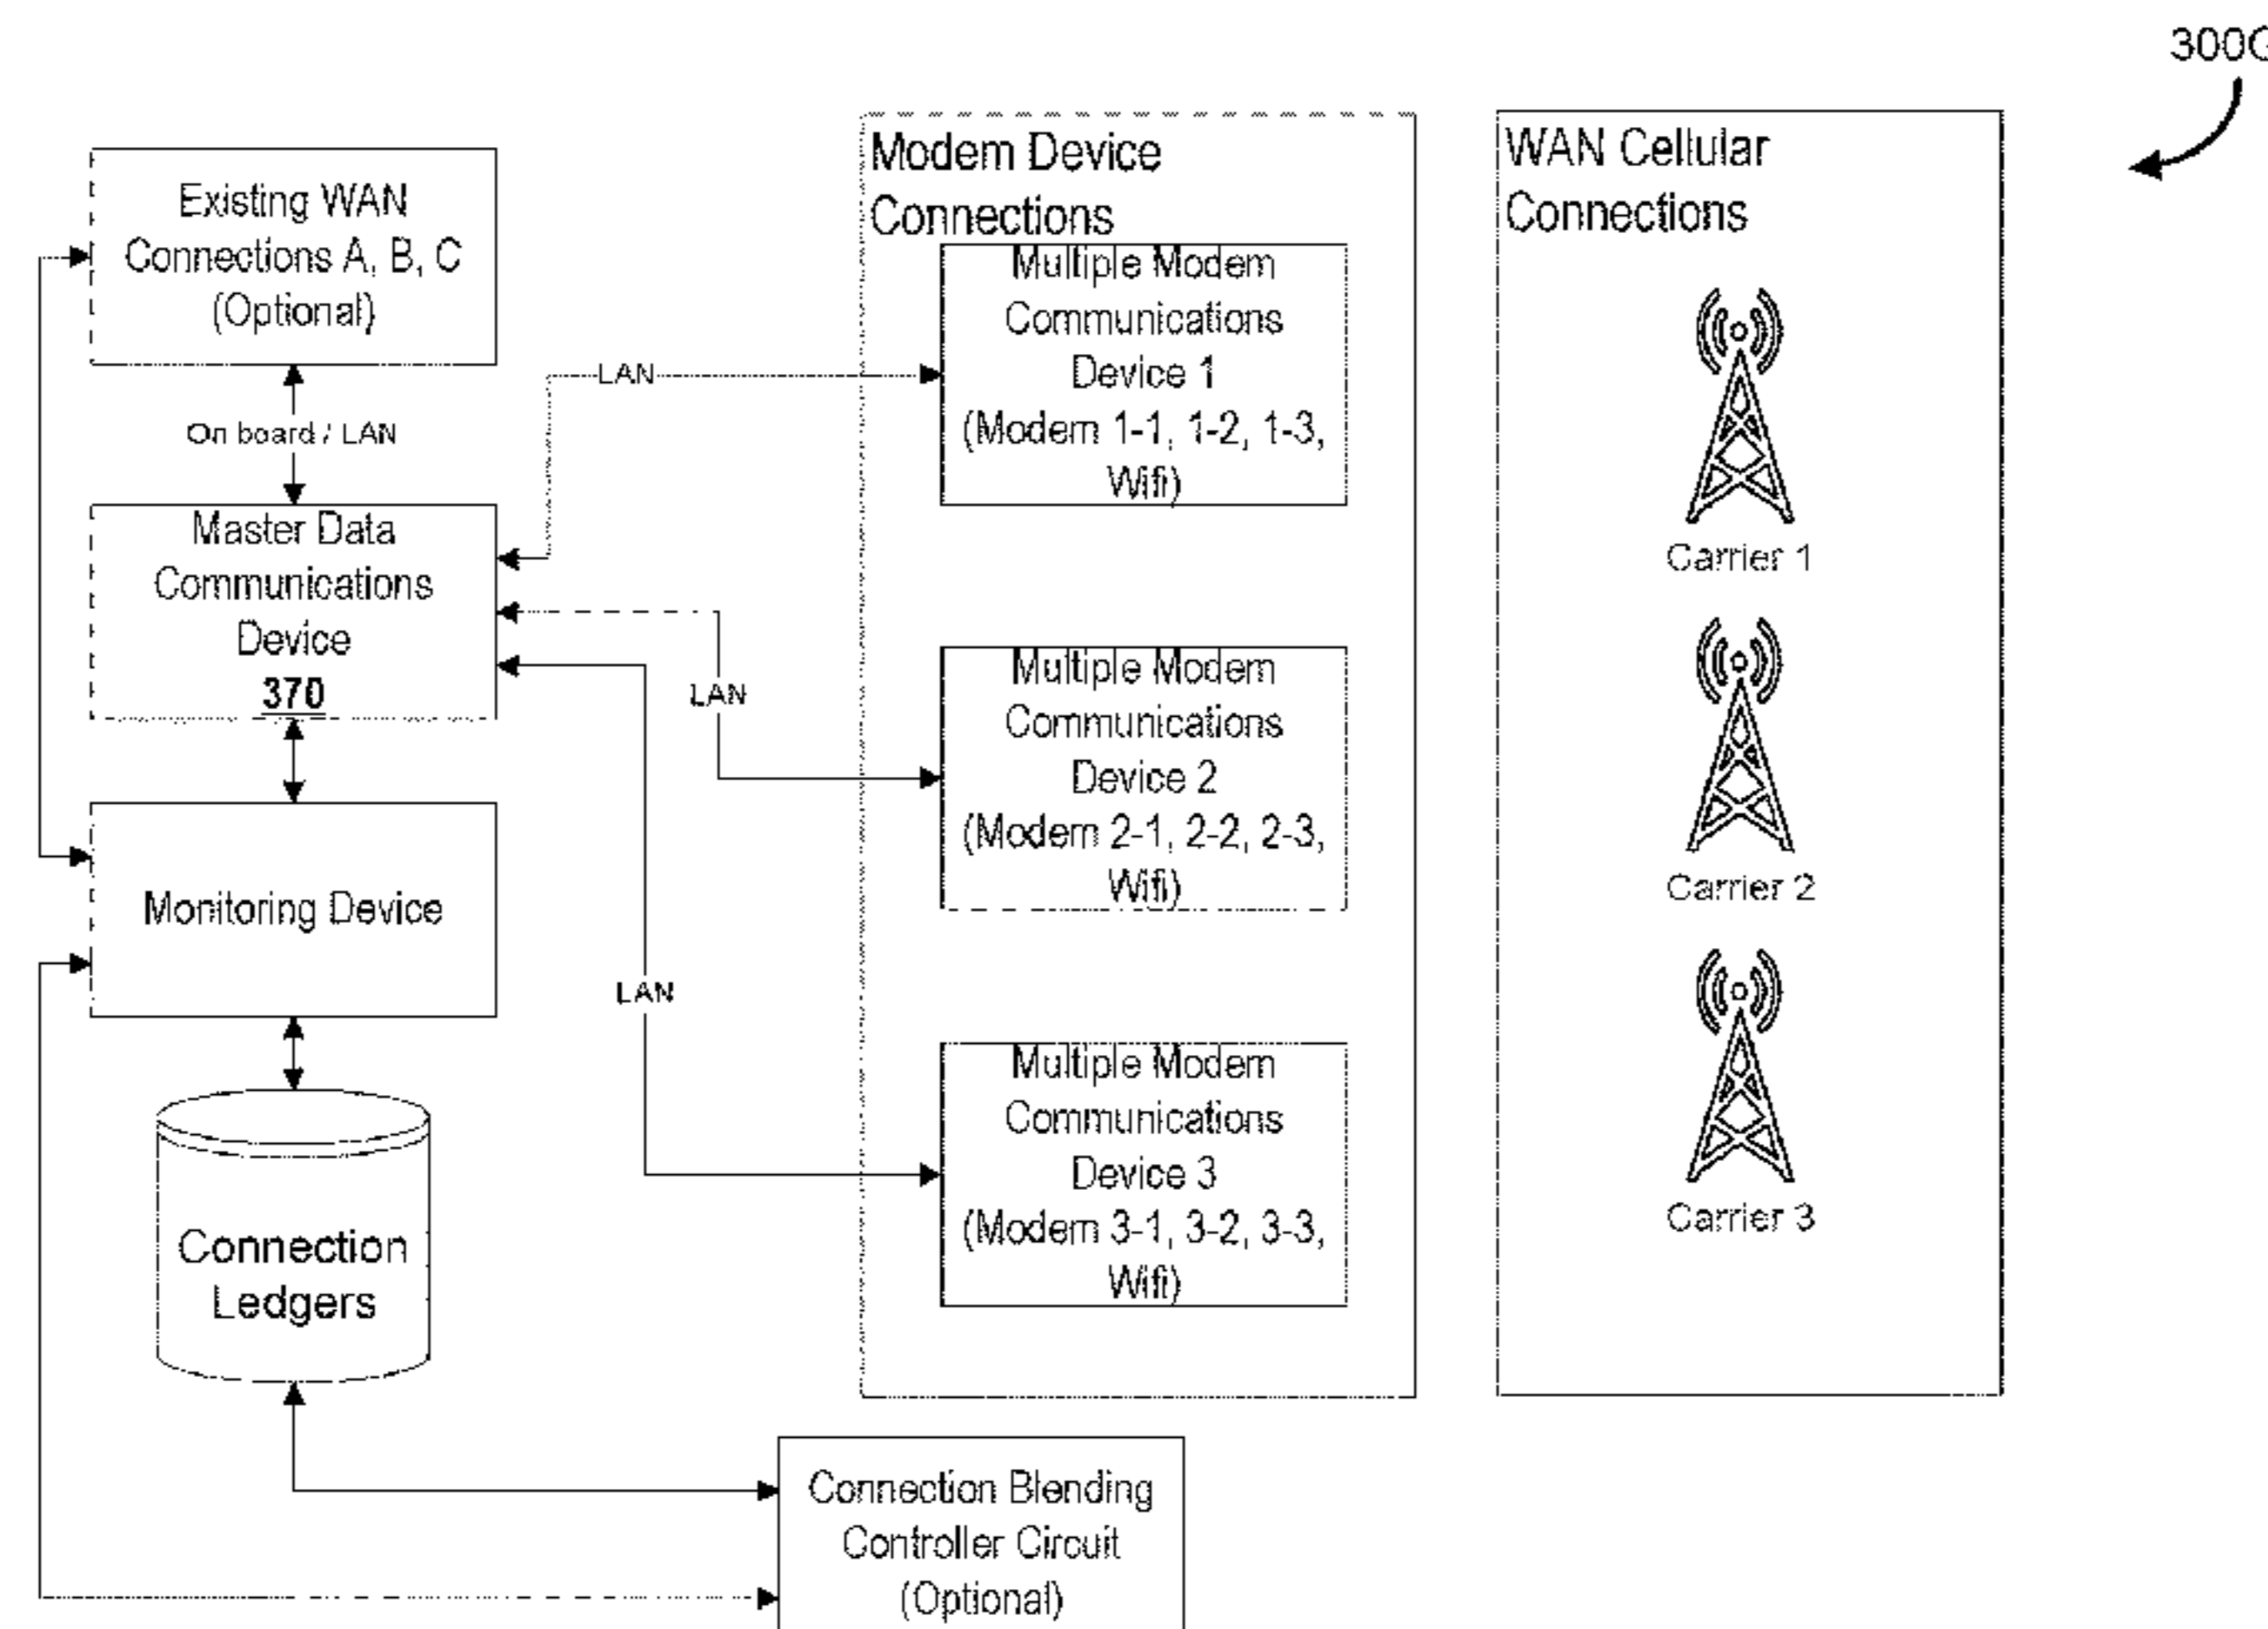 300G
Existing WAN
Connections A, B, C
(Optional)
On board / LAN
Master Data
Communications
Device
370
Monitoring Device
Connection
Ledgers
LAN
LAN
LAN
Modem Device
Connections
Multiple Modem
Communications
Device 1
(Modem 1-1, 1-2, 1-3,
Wifi)
Multiple Modem
Communications
Device 2
(Modem 2-1, 2-2, 2-3,
Wifi)
Multiple Modem
Communications
Device 3
(Modem 3-1, 3-2, 3-3,
Wifi)
WAN Cellular
Connections
Carrier 1
Carrier 2
Carrier 3
Connection Blending
Controller Circuit
(Optional)